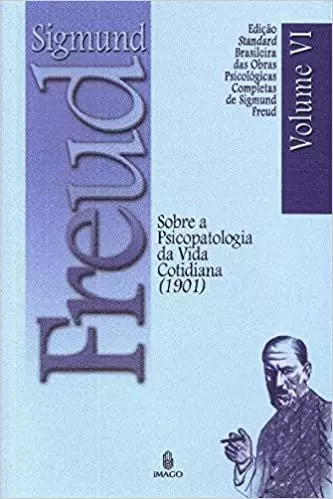 Sigmund
Freud
Edição
Standard
Brasileira
das Obras
Psicológicas
Completas
de Sigmund
Freud
Volume VI
Sobre a
Psicopatologia
da Vida
Cotidiana
(1901)
IMAGO